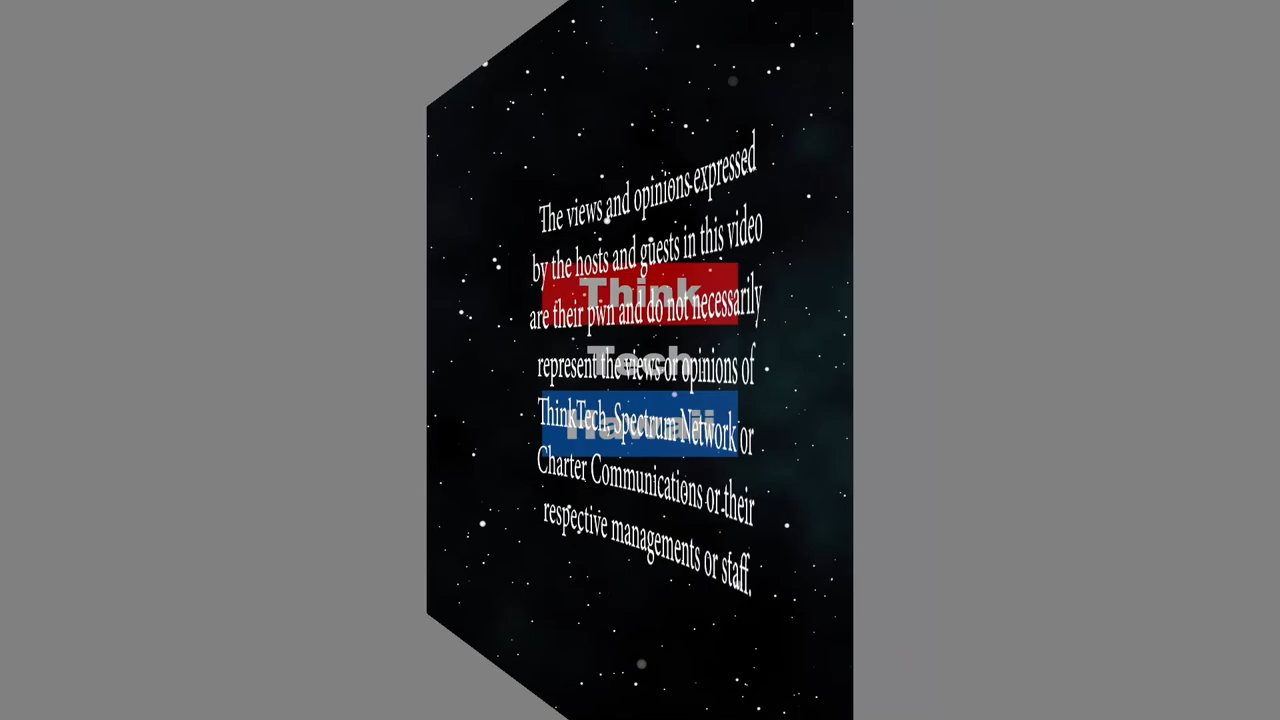 The views and opinions expressed
by the hosts and guests in this video
are their pwn and do not necessarily
represent the views or opinions of
ThinkTech, Spectrum Network or
Charter Communications or their
respective managements or staff.
Think
Tech
Hawaii